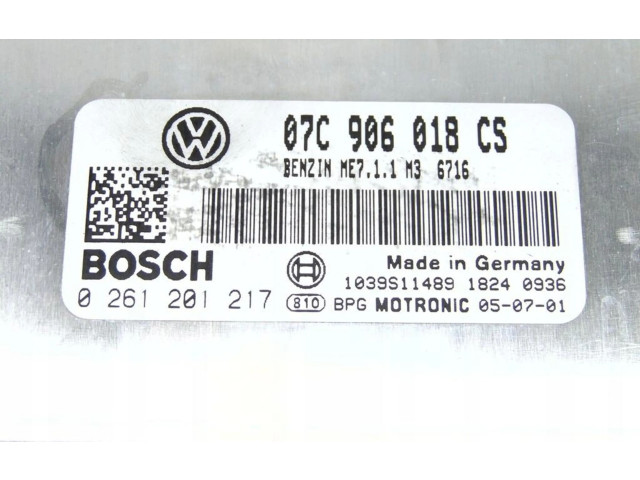 07C 906 018 CS
BENZIN ME7.1.1 M3 6716
BOSCH
Made in Germany
1039S11489 1824 0936
0 261 201 217 810 BPG MOTRONIC 05-07-01